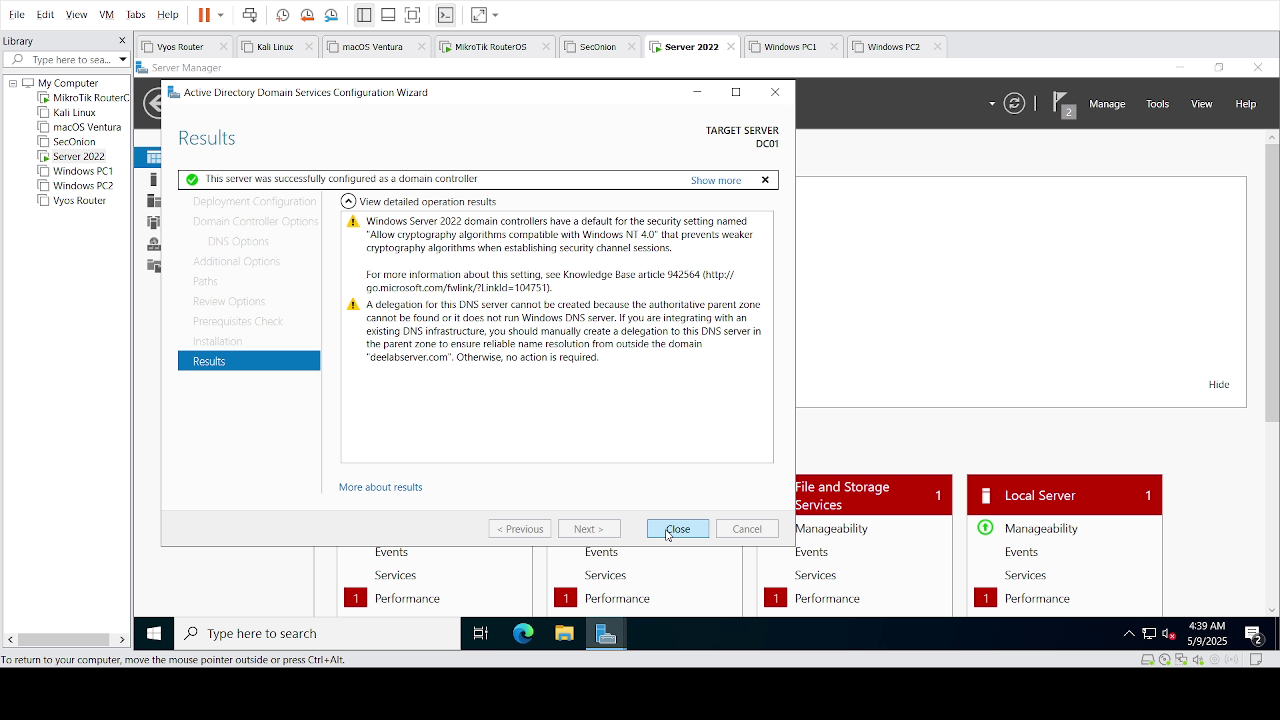 File Edit View VM Tabs Help
Library
Type here to sea...
My Computer
MikroTik RouterO
Kali Linux
macOS Ventura
SecOnion
Server 2022
Windows PC1
Windows PC2
Vyos Router
Vyos Router
Kali Linux
macOS Ventura
MikroTik RouterOS
SecOnion
Server 2022
Windows PC1
Windows PC2
Server Manager
2
Manage Tools View Help
Active Directory Domain Services Configuration Wizard
Results
TARGET SERVER
DC01
This server was successfully configured as a domain controller
Show more
Deployment Configuration
Domain Controller Options
DNS Options
Additional Options
Paths
Review Options
Prerequisites Check
Installation
Results
View detailed operation results
Windows Server 2022 domain controllers have a default for the security setting named
"Allow cryptography algorithms compatible with Windows NT 4.0" that prevents weaker
cryptography algorithms when establishing security channel sessions.
For more information about this setting, see Knowledge Base article 942564 (http://
go.microsoft.com/fwlink/?LinkId=104751).
A delegation for this DNS server cannot be created because the authoritative parent zone
cannot be found or it does not run Windows DNS server. If you are integrating with an
existing DNS infrastructure, you should manually create a delegation to this DNS server in
the parent zone to ensure reliable name resolution from outside the domain
"deelabserver.com". Otherwise, no action is required.
More about results
< Previous
Next >
Close
Cancel
Hide
Events
Services
1 Performance
Events
Services
1 Performance
File and Storage
Services
1
Manageability
Events
Services
1 Performance
Local Server 1
Manageability
Events
Services
1 Performance
Type here to search
4:39 AM
5/9/2025
2
To return to your computer, move the mouse pointer outside or press Ctrl+Alt.